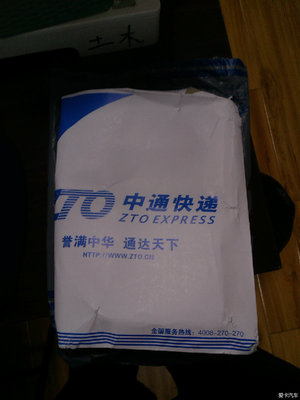 土木
ZTO 中通快递
ZTO EXPRESS
誉满中华 通达天下
HTTP://WWW.ZTO.CN
全国服务热线：4008-270-270
爱卡汽车